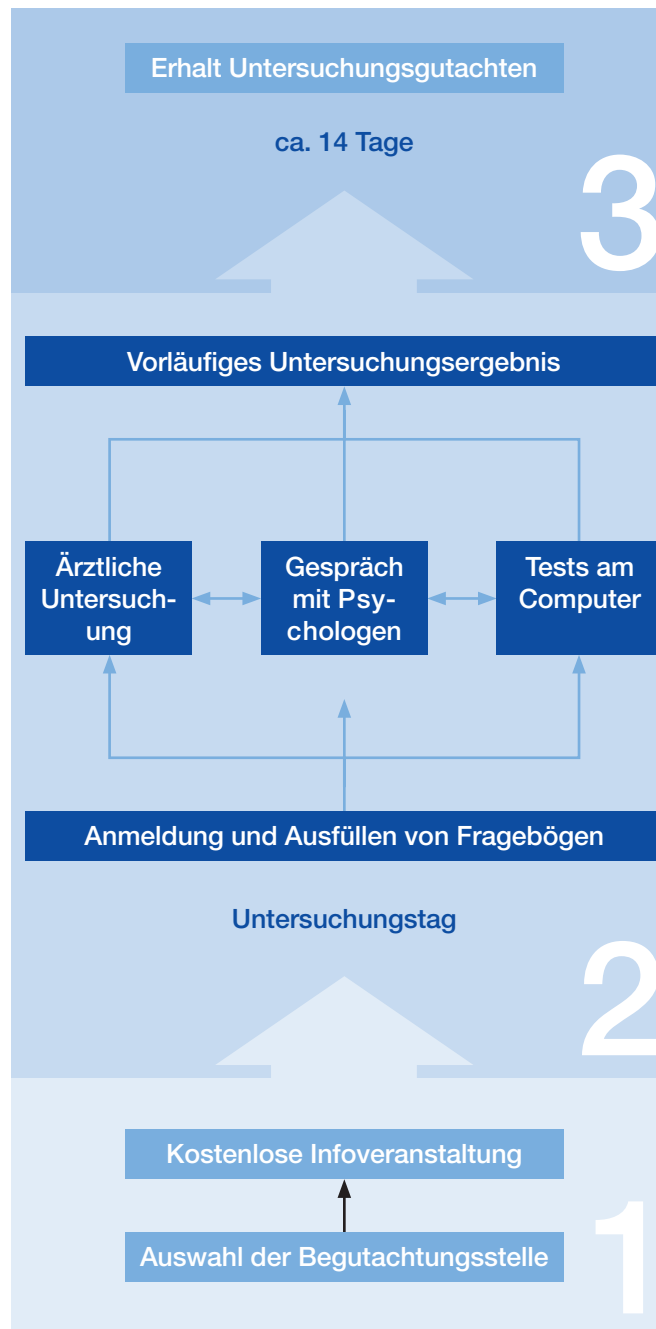 Erhalt Untersuchungsgutachten
ca. 14 Tage
3
Vorläufiges Untersuchungsergebnis
Ärztliche
Untersuch-
ung
Gespräch
mit Psy-
chologen
Tests am
Computer
Anmeldung und Ausfüllen von Fragebögen
Untersuchungstag
2
Kostenlose Infoveranstaltung
Auswahl der Begutachtungsstelle
1